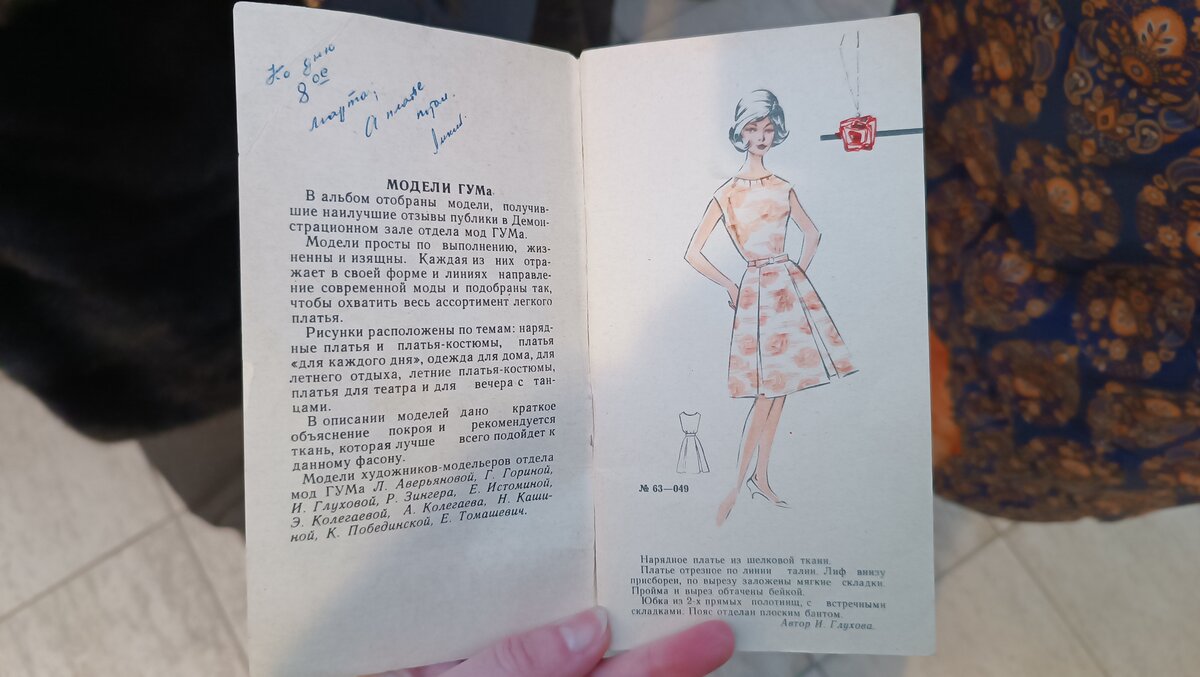 Ко дню
8 ое
марта,
А платье
потом.
МОДЕЛИ ГУМа
В альбом отобраны модели, получив-
шие наилучшие отзывы публики в Демон-
страционном зале отдела мод ГУМа.
Модели просты по выполнению, жиз-
ненны и изящны. Каждая из них отра-
жает в своей форме и линиях направле-
ние современной моды и подобраны так,
чтобы охватить весь ассортимент легкого
платья.
Рисунки расположены по темам: наряд-
ные платья и платья-костюмы, платья
«для каждого дня», одежда для дома, для
летнего отдыха, летние платья-костюмы,
платья для театра и для вечера с тан-
цами.
В описании моделей дано краткое
объяснение покроя и рекомендуется
ткань, которая лучше всего подойдет к
данному фасону.
Модели художников-модельеров отдела
мод ГУМа Л. Аверьяновой, Г. Гориной,
И. Глуховой, Р. Зингера, Е. Истоминой,
Э. Колегаевой, А. Колегаева, Н. Каши-
ной, К. Побединской, Е. Томашевич.
№ 63—049
Нарядное платье из шелковой ткани.
Платье отрезное по линии талии. Лиф внизу
присборен, по вырезу заложены мягкие складки.
Пройма и вырез обтачены бейкой.
Юбка из 2-х прямых полотнищ, с встречными
складками. Пояс отделан плоским бантом.
Автор И. Глухова.